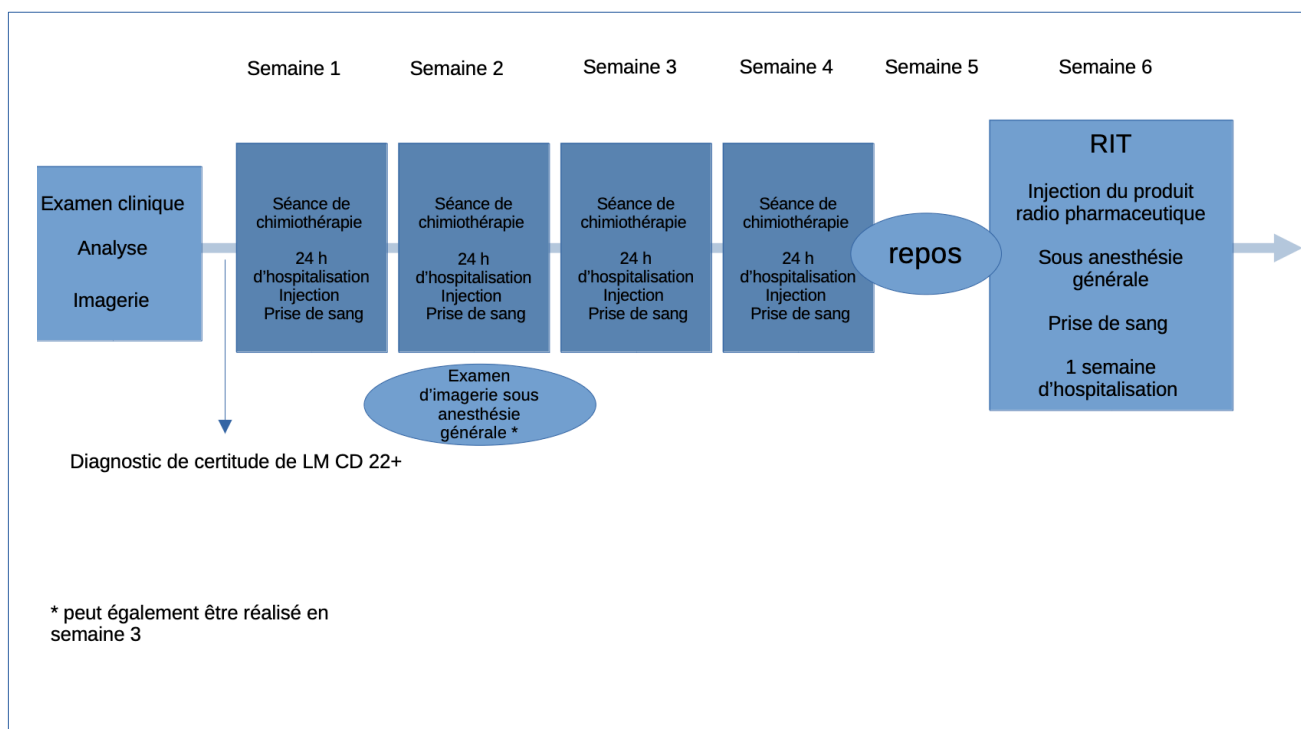 Semaine 1
Semaine 2
Semaine 3
Semaine 4
Semaine 5
Semaine 6
Examen clinique
Analyse
Imagerie
Séance de
chimiothérapie
24 h
d'hospitalisation
Injection
Prise de sang
Séance de
chimiothérapie
24 h
d'hospitalisation
Injection
Prise de sang
Séance de
chimiothérapie
24 h
d'hospitalisation
Injection
Prise de sang
Séance de
chimiothérapie
24 h
d'hospitalisation
Injection
Prise de sang
repos
RIT
Injection du produit
radio pharmaceutique
Sous anesthésie
générale
Prise de sang
1 semaine
d'hospitalisation
Examen
d'imagerie sous
anesthésie
générale *
Diagnostic de certitude de LM CD 22+
* peut également être réalisé en
semaine 3